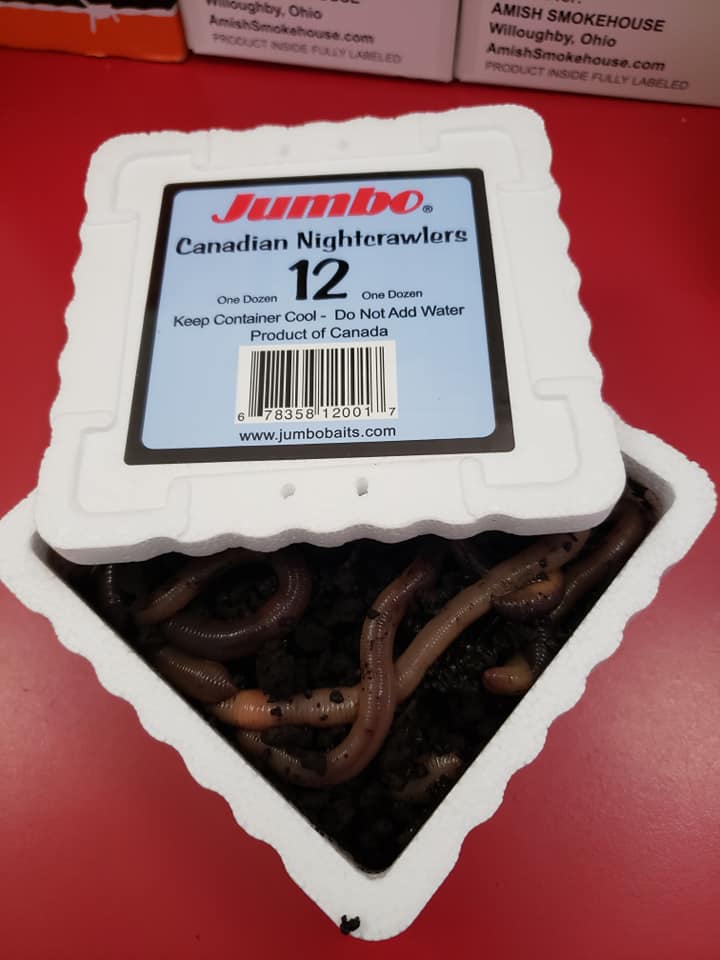 Willoughby, Ohio
AmishSmokehouse.com
PRODUCT INSIDE FULLY LABELED
AMISH SMOKEHOUSE
Willoughby, Ohio
AmishSmokehouse.com
PRODUCT INSIDE FULLY LABELED
Jumbo®
Canadian Nightcrawlers
One Dozen 12 One Dozen
Keep Container Cool - Do Not Add Water
Product of Canada
6 78358 12001 7
www.jumbobaits.com